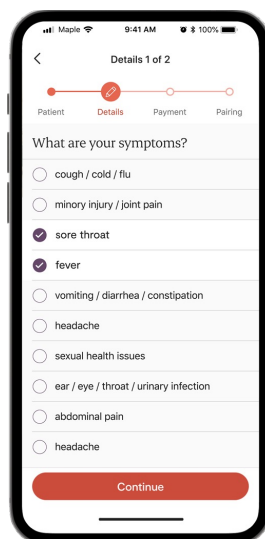 Maple 9:41 AM 100%
Details 1 of 2
Patient Details Payment Pairing
What are your symptoms?
cough / cold / flu
minory injury / joint pain
sore throat
fever
vomiting / diarrhea / constipation
headache
sexual health issues
ear / eye / throat / urinary infection
abdominal pain
headache
Continue